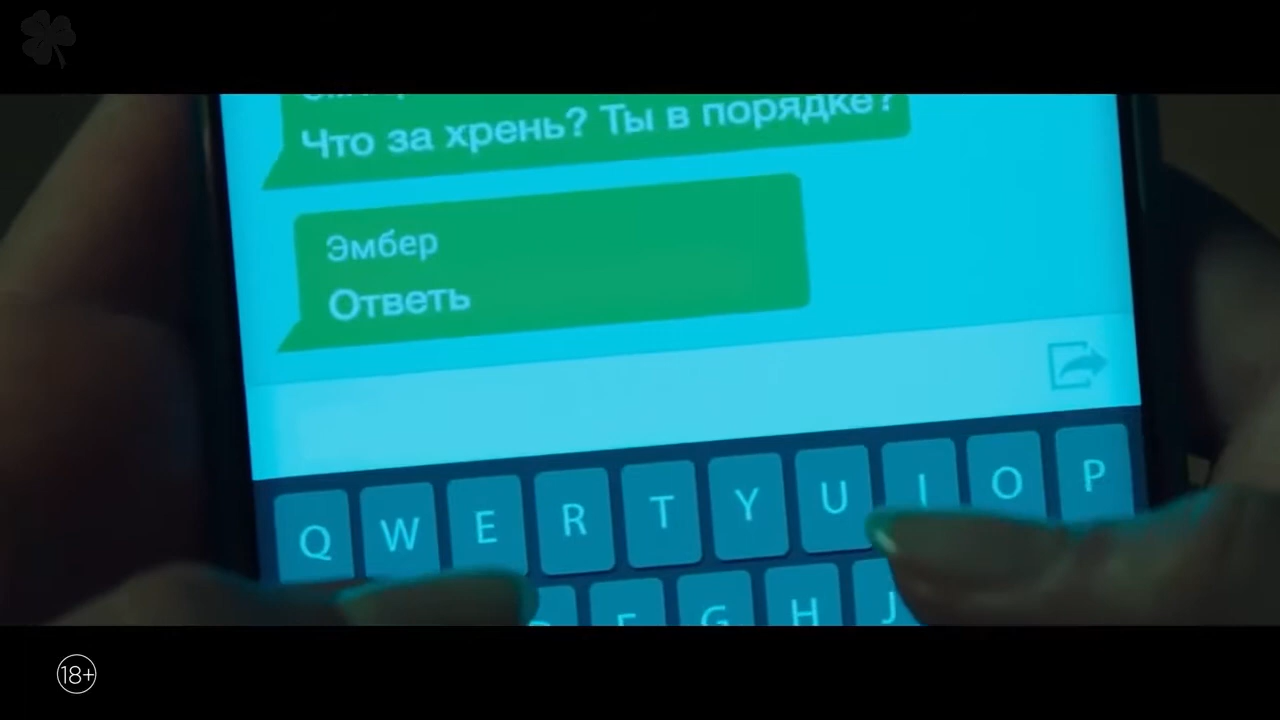 Что за хрень? Ты в порядке?
Эмбер
Ответь
Q W E R T Y U I O P
F G H J
18+